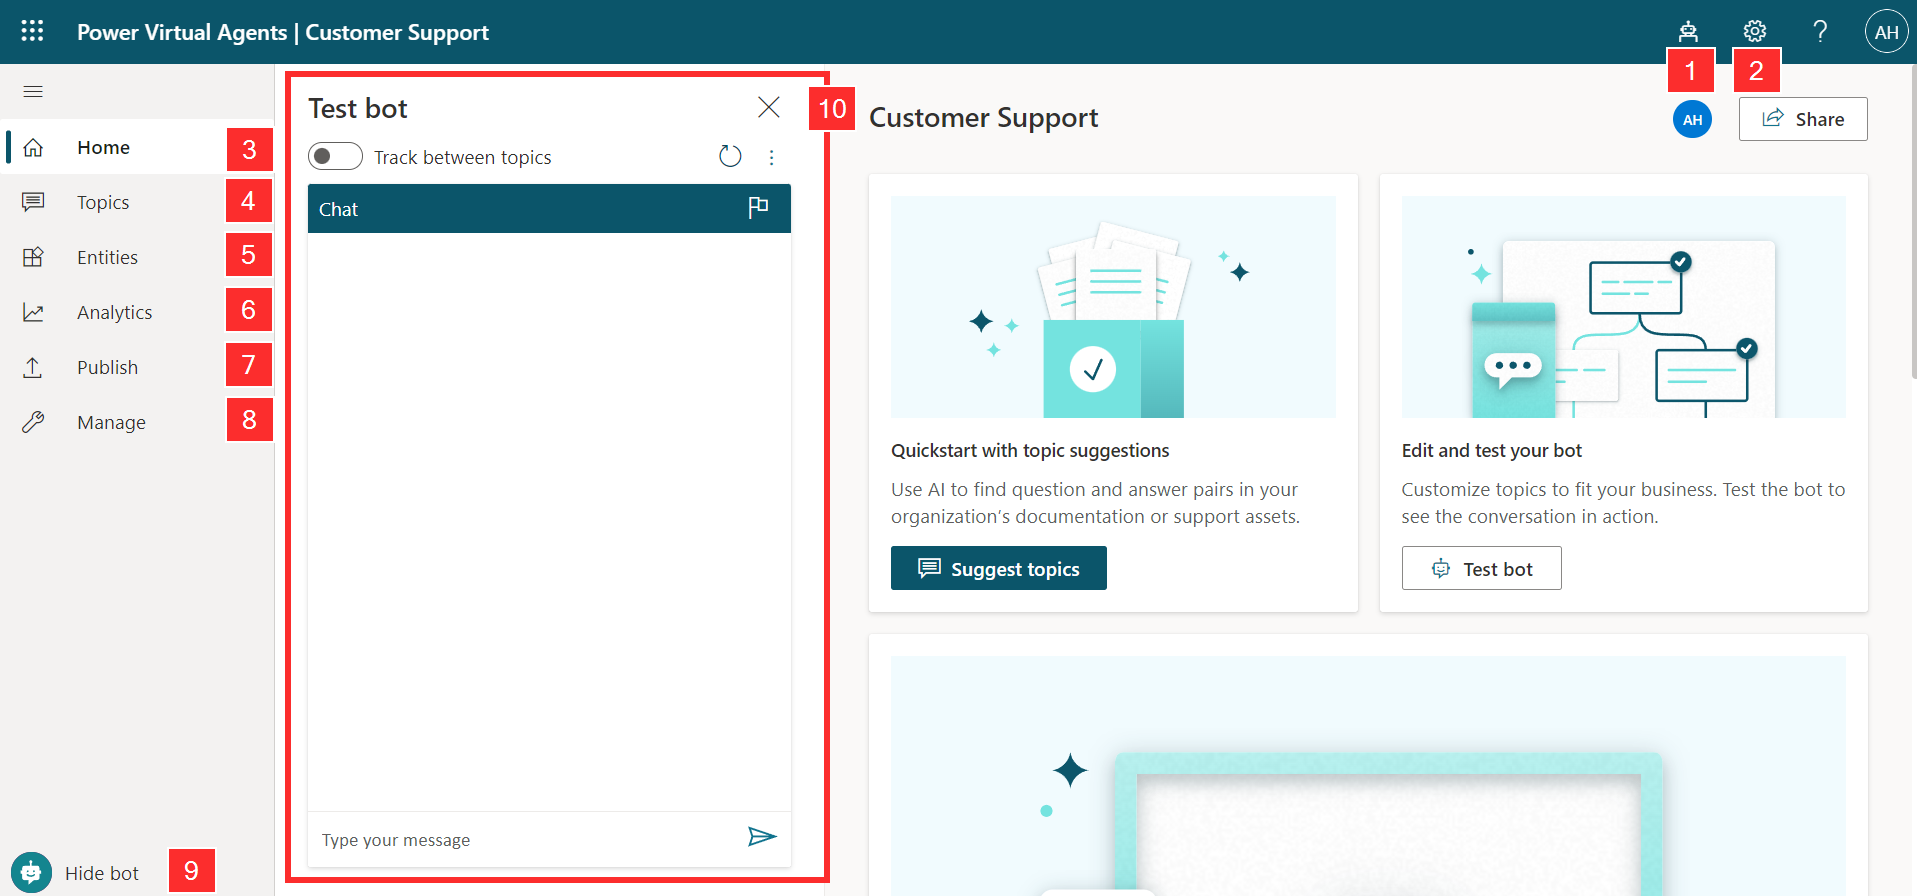 Power Virtual Agents | Customer Support
?
AH
1
2
Home
3
Topics
4
Entities
5
Analytics
6
Publish
7
Manage
8
Hide bot
9
Test bot
10
Track between topics
Chat
Type your message
Customer Support
AH
Share
Quickstart with topic suggestions
Use AI to find question and answer pairs in your
organization’s documentation or support assets.
Suggest topics
Edit and test your bot
Customize topics to fit your business. Test the bot to
see the conversation in action.
Test bot